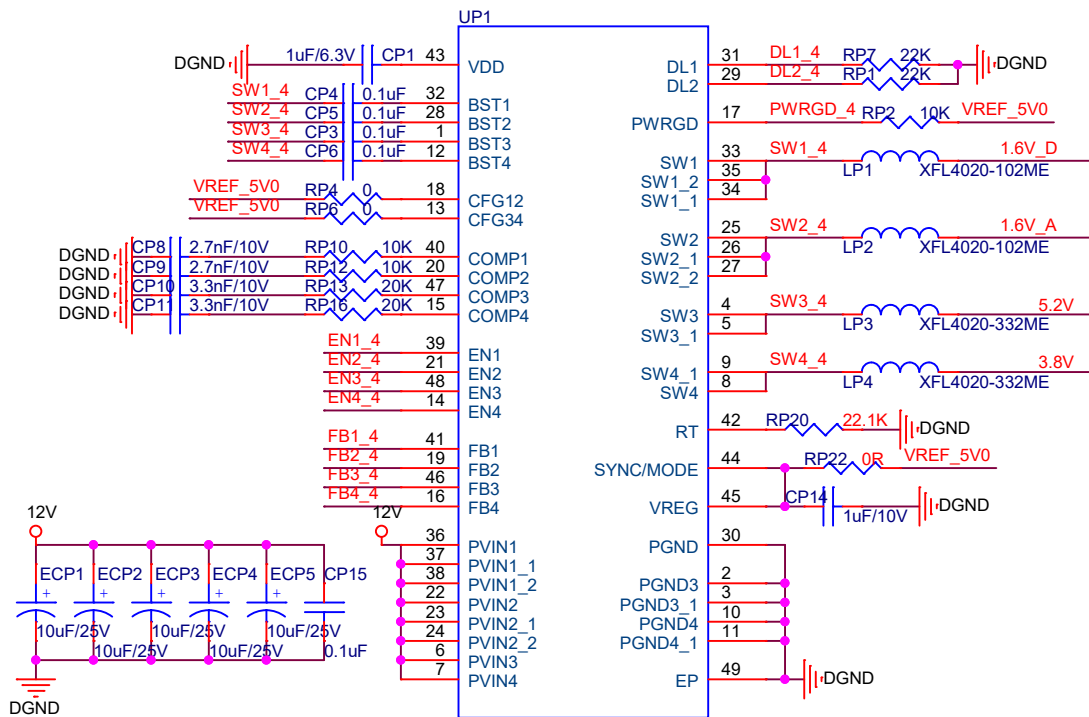 UP1
DGND 1uF/6.3V CP1 43 VDD
SW1_4 CP4 0.1uF 32 BST1
SW2_4 CP5 0.1uF 28 BST2
SW3_4 CP3 0.1uF 1 BST3
SW4_4 CP6 0.1uF 12 BST4
VREF_5V0 RP4 0 18 CFG12
VREF_5V0 RP6 0 13 CFG34
DGND CP8 2.7nF/10V RP10 10K 40 COMP1
DGND CP9 2.7nF/10V RP12 10K 20 COMP2
DGND CP10 3.3nF/10V RP13 20K 47 COMP3
DGND CP11 3.3nF/10V RP16 20K 15 COMP4
EN1_4 39 EN1
EN2_4 21 EN2
EN3_4 48 EN3
EN4_4 14 EN4
FB1_4 41 FB1
FB2_4 19 FB2
FB3_4 46 FB3
FB4_4 16 FB4
12V
36 PVIN1
37 PVIN1_1
38 PVIN1_2
22 PVIN2
23 PVIN2_1
24 PVIN2_2
6 PVIN3
7 PVIN4
12V
ECP1 ECP2 ECP3 ECP4 ECP5 CP15
+ + + + +
10uF/25V 10uF/25V 10uF/25V
10uF/25V 10uF/25V 0.1uF
DGND
DL1 31 DL1_4 RP7 22K DGND
DL2 29 DL2_4 RP1 22K
PWRGD 17 PWRGD_4 RP2 10K VREF_5V0
SW1 33 SW1_4 LP1 XFL4020-102ME 1.6V_D
SW1_2 35
SW1_1 34
SW2 25 SW2_4 LP2 XFL4020-102ME 1.6V_A
SW2_1 26
SW2_2 27
SW3 4 SW3_4 LP3 XFL4020-332ME 5.2V
SW3_1 5
SW4_1 9 SW4_4 LP4 XFL4020-332ME 3.8V
SW4 8
RT 42 RP20 22.1K DGND
SYNC/MODE 44 RP22 0R VREF_5V0
VREG 45 CP14 1uF/10V DGND
PGND 30
PGND3 2
PGND3_1 3
PGND4 10
PGND4_1 11
EP 49 DGND